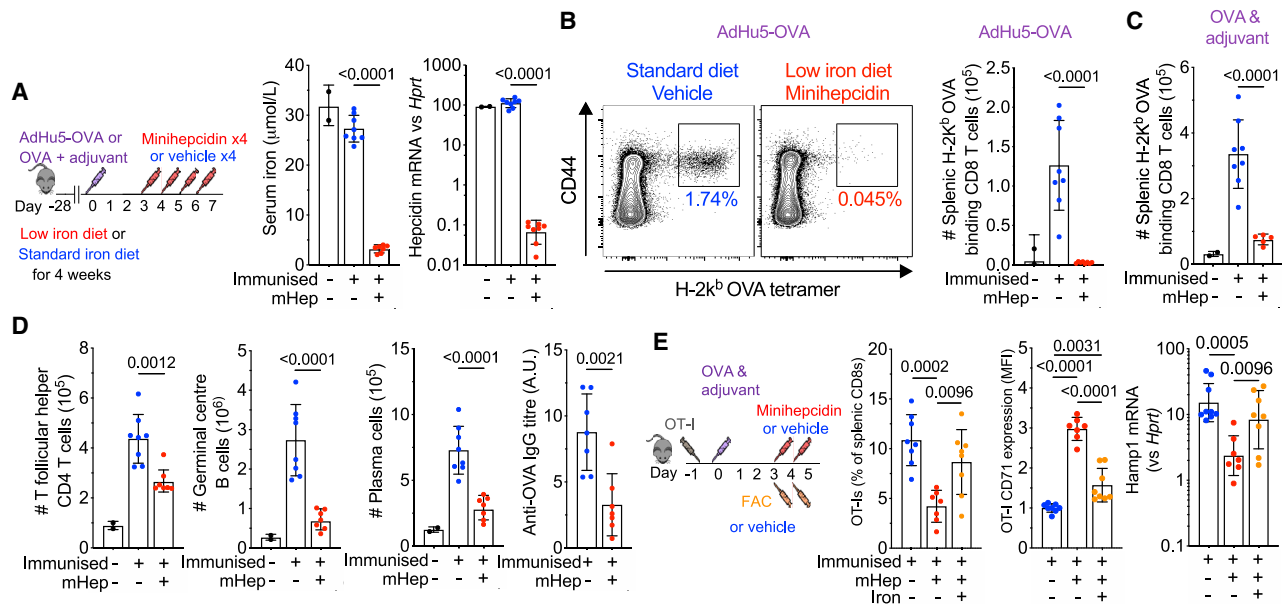 A
AdHu5-OVA or
OVA + adjuvant
Minihepcidin x4
or vehicle x4
Day -28 0 1 2 3 4 5 6 7
Low iron diet or
Standard iron diet
for 4 weeks
Serum iron (μmol/L)
40
30
20
10
0
<0.0001
Immunised - + +
mHep - - +
Hepcidin mRNA vs Hprt
1000
100
10
1
0.1
0.01
<0.0001
- + +
- - +
B
AdHu5-OVA
Standard diet
Vehicle
Low iron diet
Minihepcidin
CD44
1.74%
0.045%
H-2kᵇ OVA tetramer
AdHu5-OVA
# Splenic H-2Kᵇ OVA
binding CD8 T cells (10⁵)
2.5
2.0
1.5
1.0
0.5
0.0
<0.0001
Immunised - + +
mHep - - +
C
OVA &
adjuvant
# Splenic H-2Kᵇ OVA
binding CD8 T cells (10⁵)
6
4
2
0
<0.0001
- + +
- - +
D
# T follicular helper
CD4 T cells (10⁵)
8
6
4
2
0
0.0012
Immunised - + +
mHep - - +
# Germinal centre
B cells (10⁶)
5
4
3
2
1
0
<0.0001
- + +
- - +
# Plasma cells (10⁵)
15
10
5
0
<0.0001
- + +
- - +
Anti-OVA IgG titre (A.U.)
15
10
5
0
0.0021
Immunised + +
mHep - +
E
OVA &
adjuvant
OT-I
Minihepcidin
or vehicle
Day -1 0 1 2 3 4 5
FAC
or vehicle
OT-Is (% of splenic CD8s)
20
15
10
5
0
0.0002
0.0096
Immunised + + +
mHep - + +
Iron - - +
OT-I CD71 expression (MFI)
4
3
2
1
0
0.0031
<0.0001
<0.0001
+ + +
- + +
- - +
Hamp1 mRNA
(vs Hprt)
100
10
1
0.1
0.0005
0.0096
+ + +
- + +
- - +